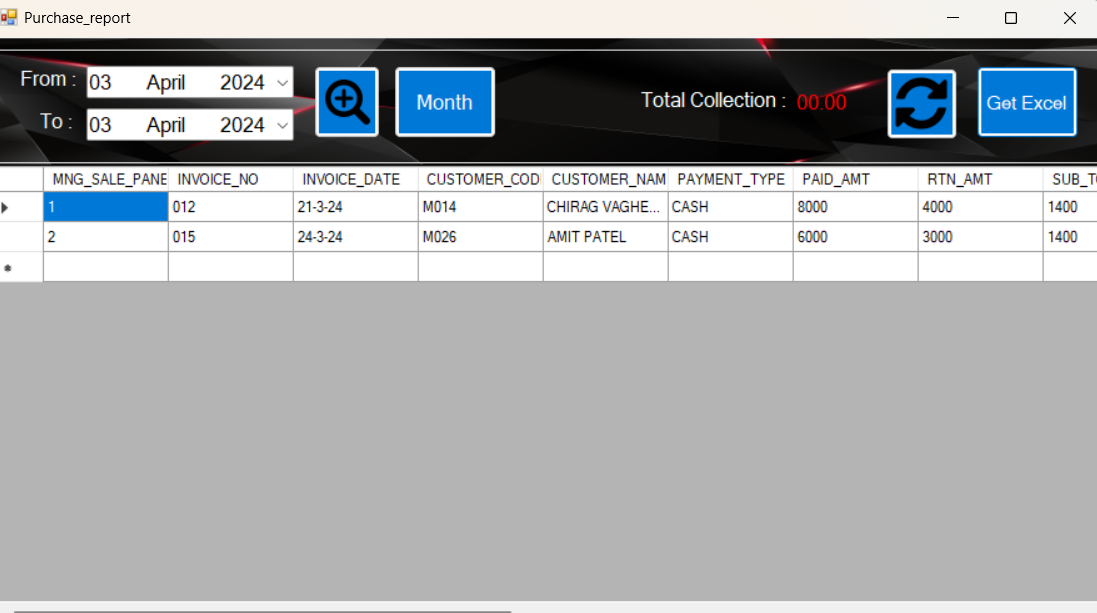 Purchase_report
From : 03 April 2024
To : 03 April 2024
Month
Total Collection : 00.00
Get Excel
MNG_SALE_PANE INVOICE_NO INVOICE_DATE CUSTOMER_COD CUSTOMER_NAM PAYMENT_TYPE PAID_AMT RTN_AMT SUB_TO
1 012 21-3-24 M014 CHIRAG VAGHE... CASH 8000 4000 1400
2 015 24-3-24 M026 AMIT PATEL CASH 6000 3000 1400